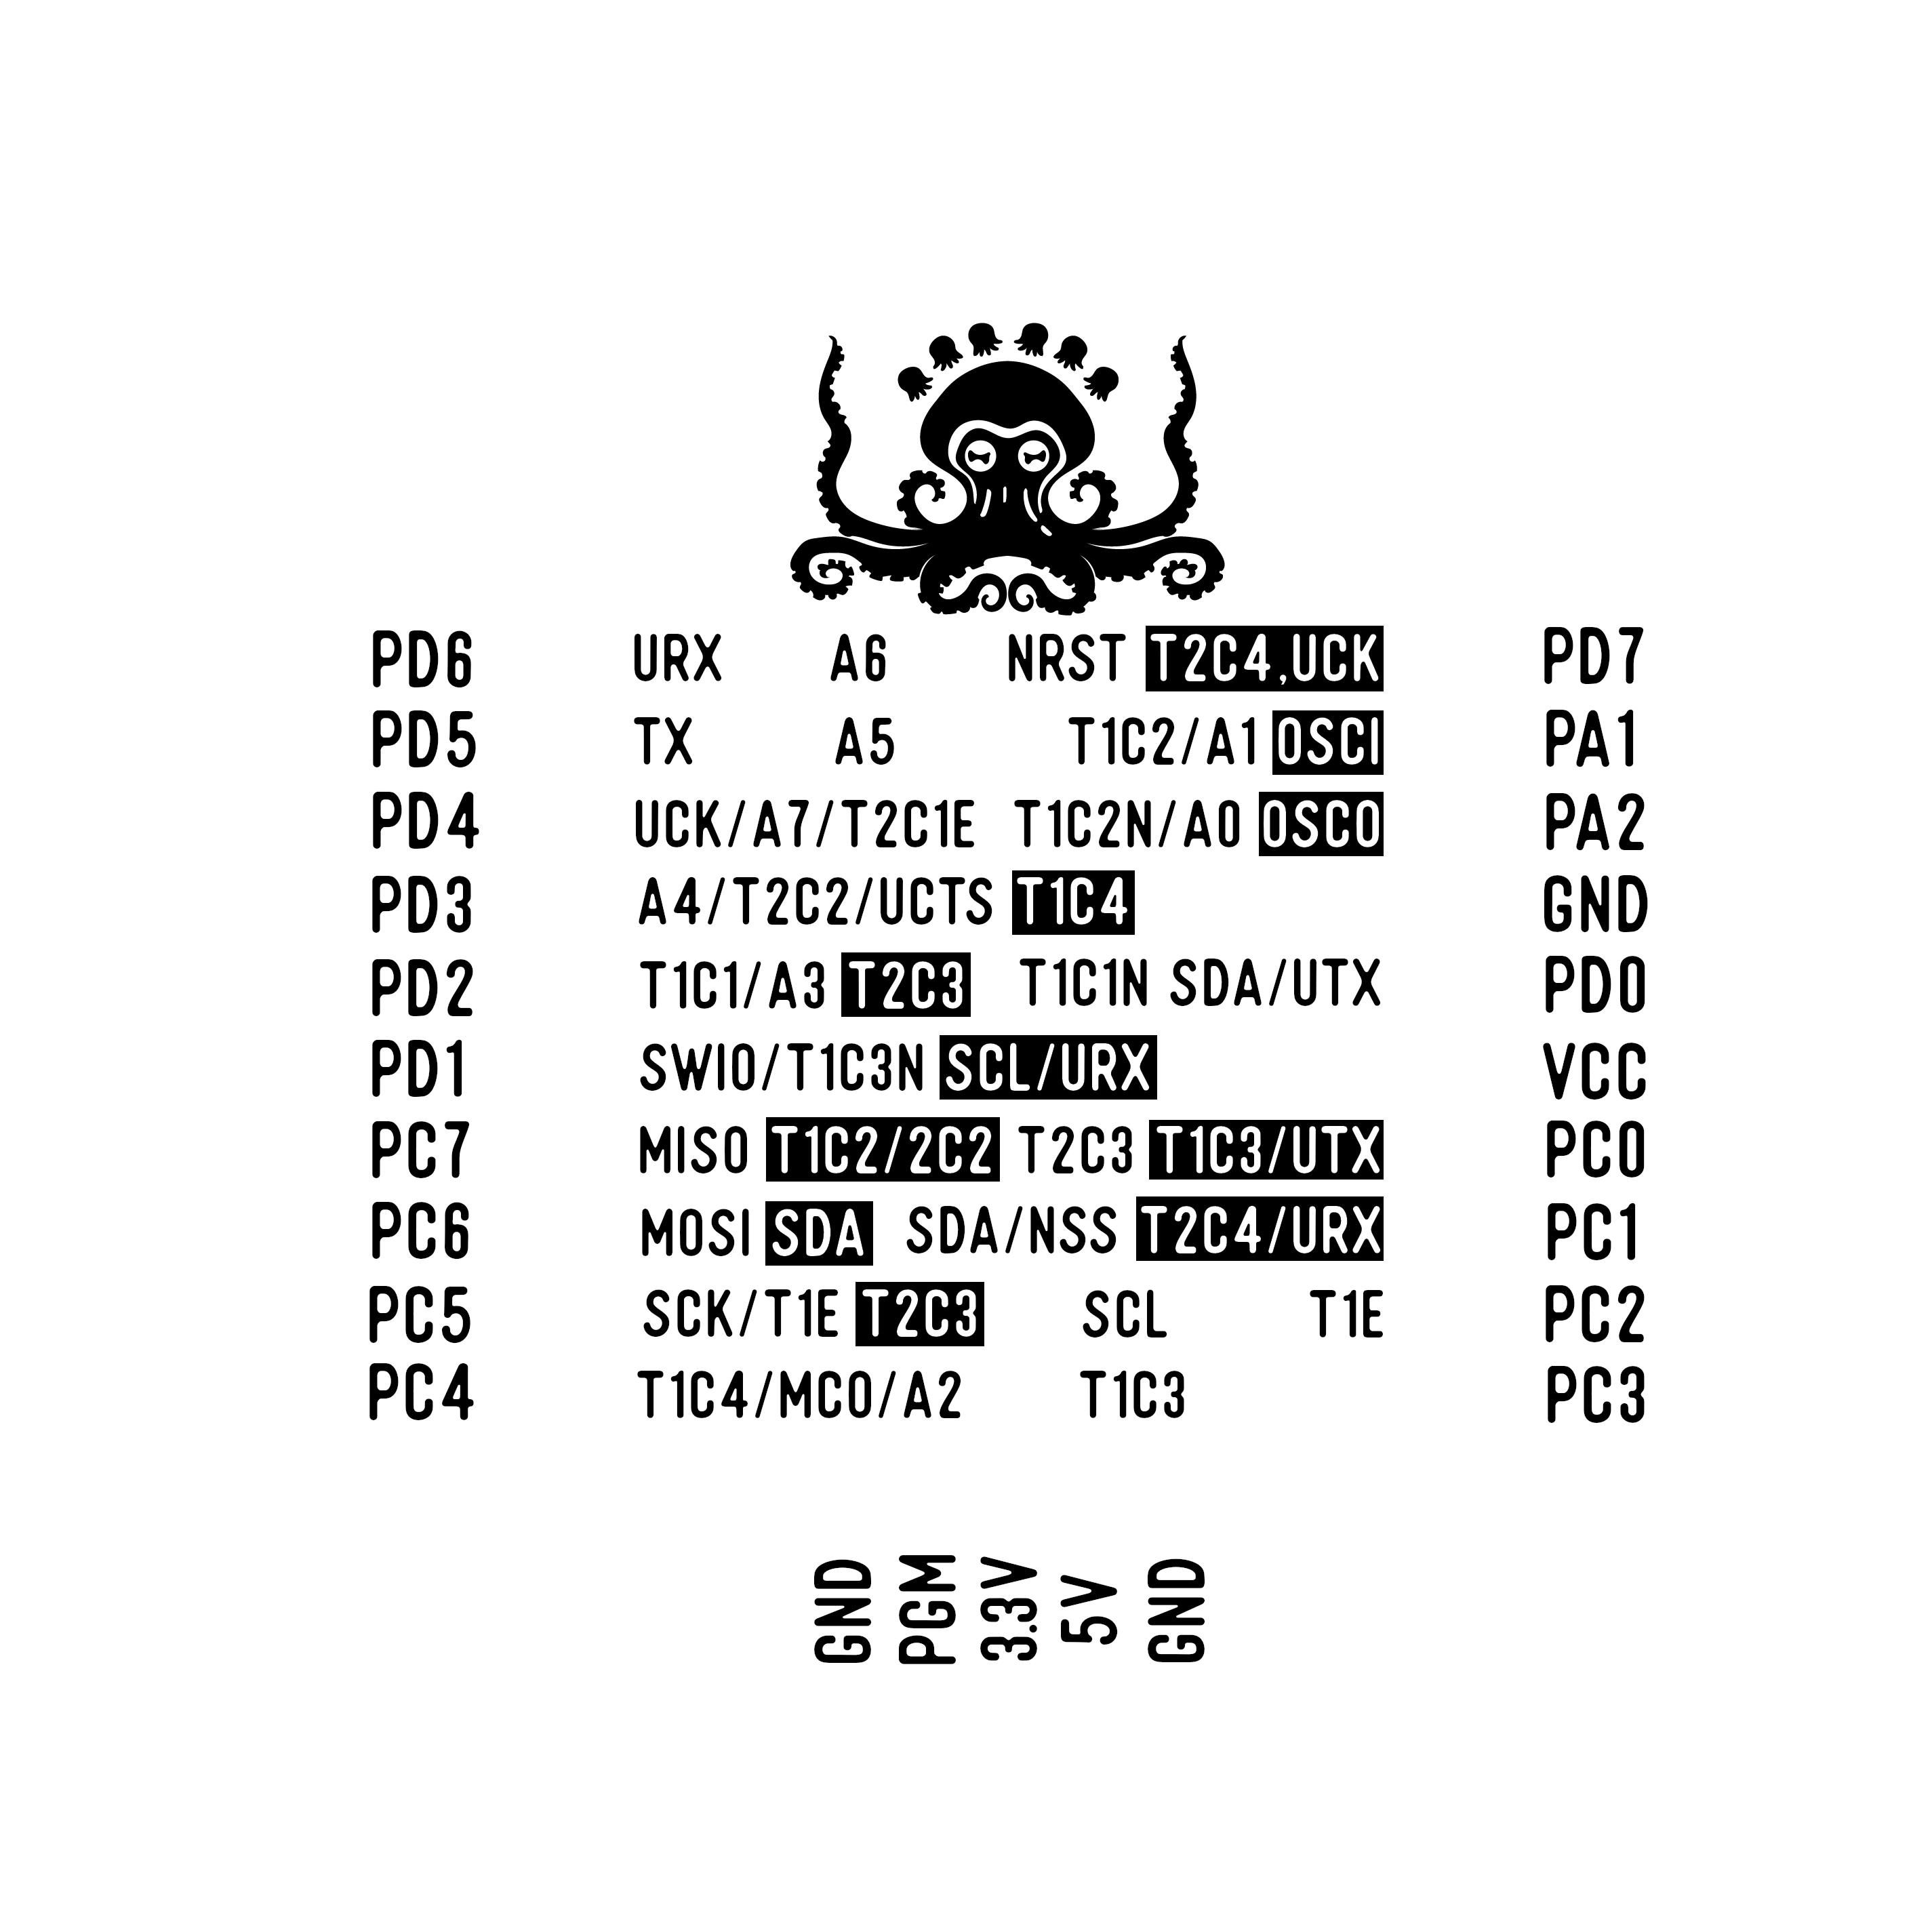 PD6 URX A6 NRST T2C4,UCK PD7
PD5 TX A5 T1C2/A1 OSCI PA1
PD4 UCK/A7/T2C1E T1C2N/A0 OSCO PA2
PD3 A4/T2C2/UCTS T1C4 GND
PD2 T1C1/A3 T2C3 T1C1N SDA/UTX PD0
PD1 SWIO/T1C3N SCL/URX VCC
PC7 MISO T1C2/2C2 T2C3 T1C3/UTX PC0
PC6 MOSI SDA SDA/NSS T2C4/URX PC1
PC5 SCK/T1E T2C3 SCL T1E PC2
PC4 T1C4/MCO/A2 T1C3 PC3
GND
PGM
3.3V
5V
GND